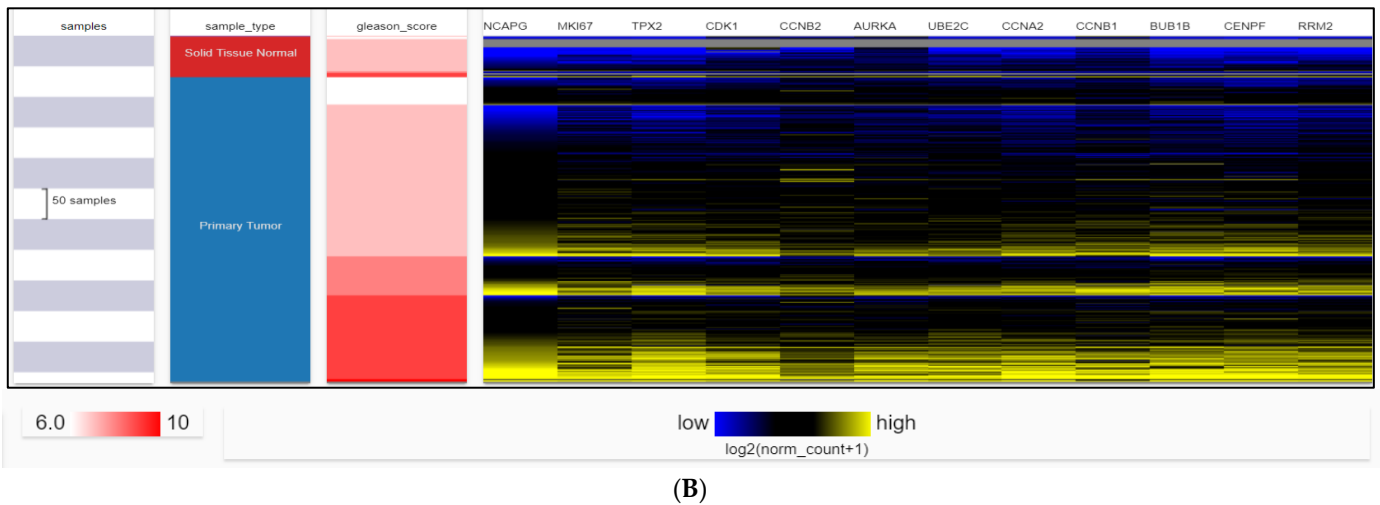 samples sample_type gleason_score NCAPG MKI67 TPX2 CDK1 CCNB2 AURKA UBE2C CCNA2 CCNB1 BUB1B CENPF RRM2
Solid Tissue Normal
50 samples
Primary Tumor
6.0 10 low high
log2(norm_count+1)
(B)